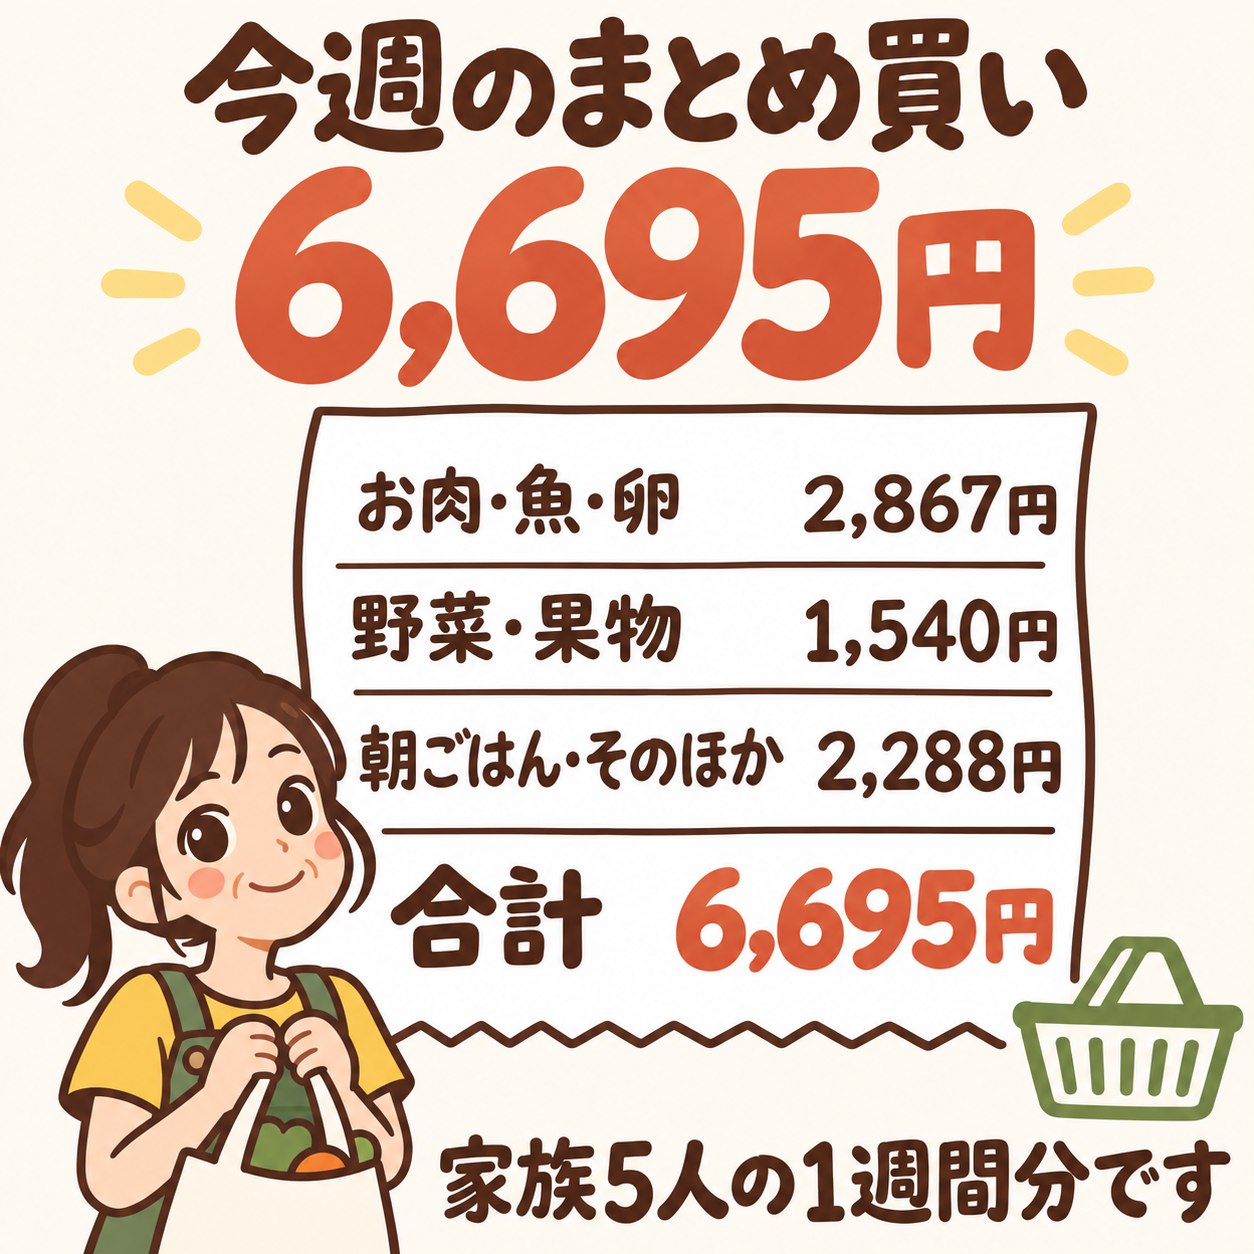 今週のまとめ買い
6,695円
お肉・魚・卵 2,867円
野菜・果物 1,540円
朝ごはん・そのほか 2,288円
合計 6,695円
家族5人の1週間分です